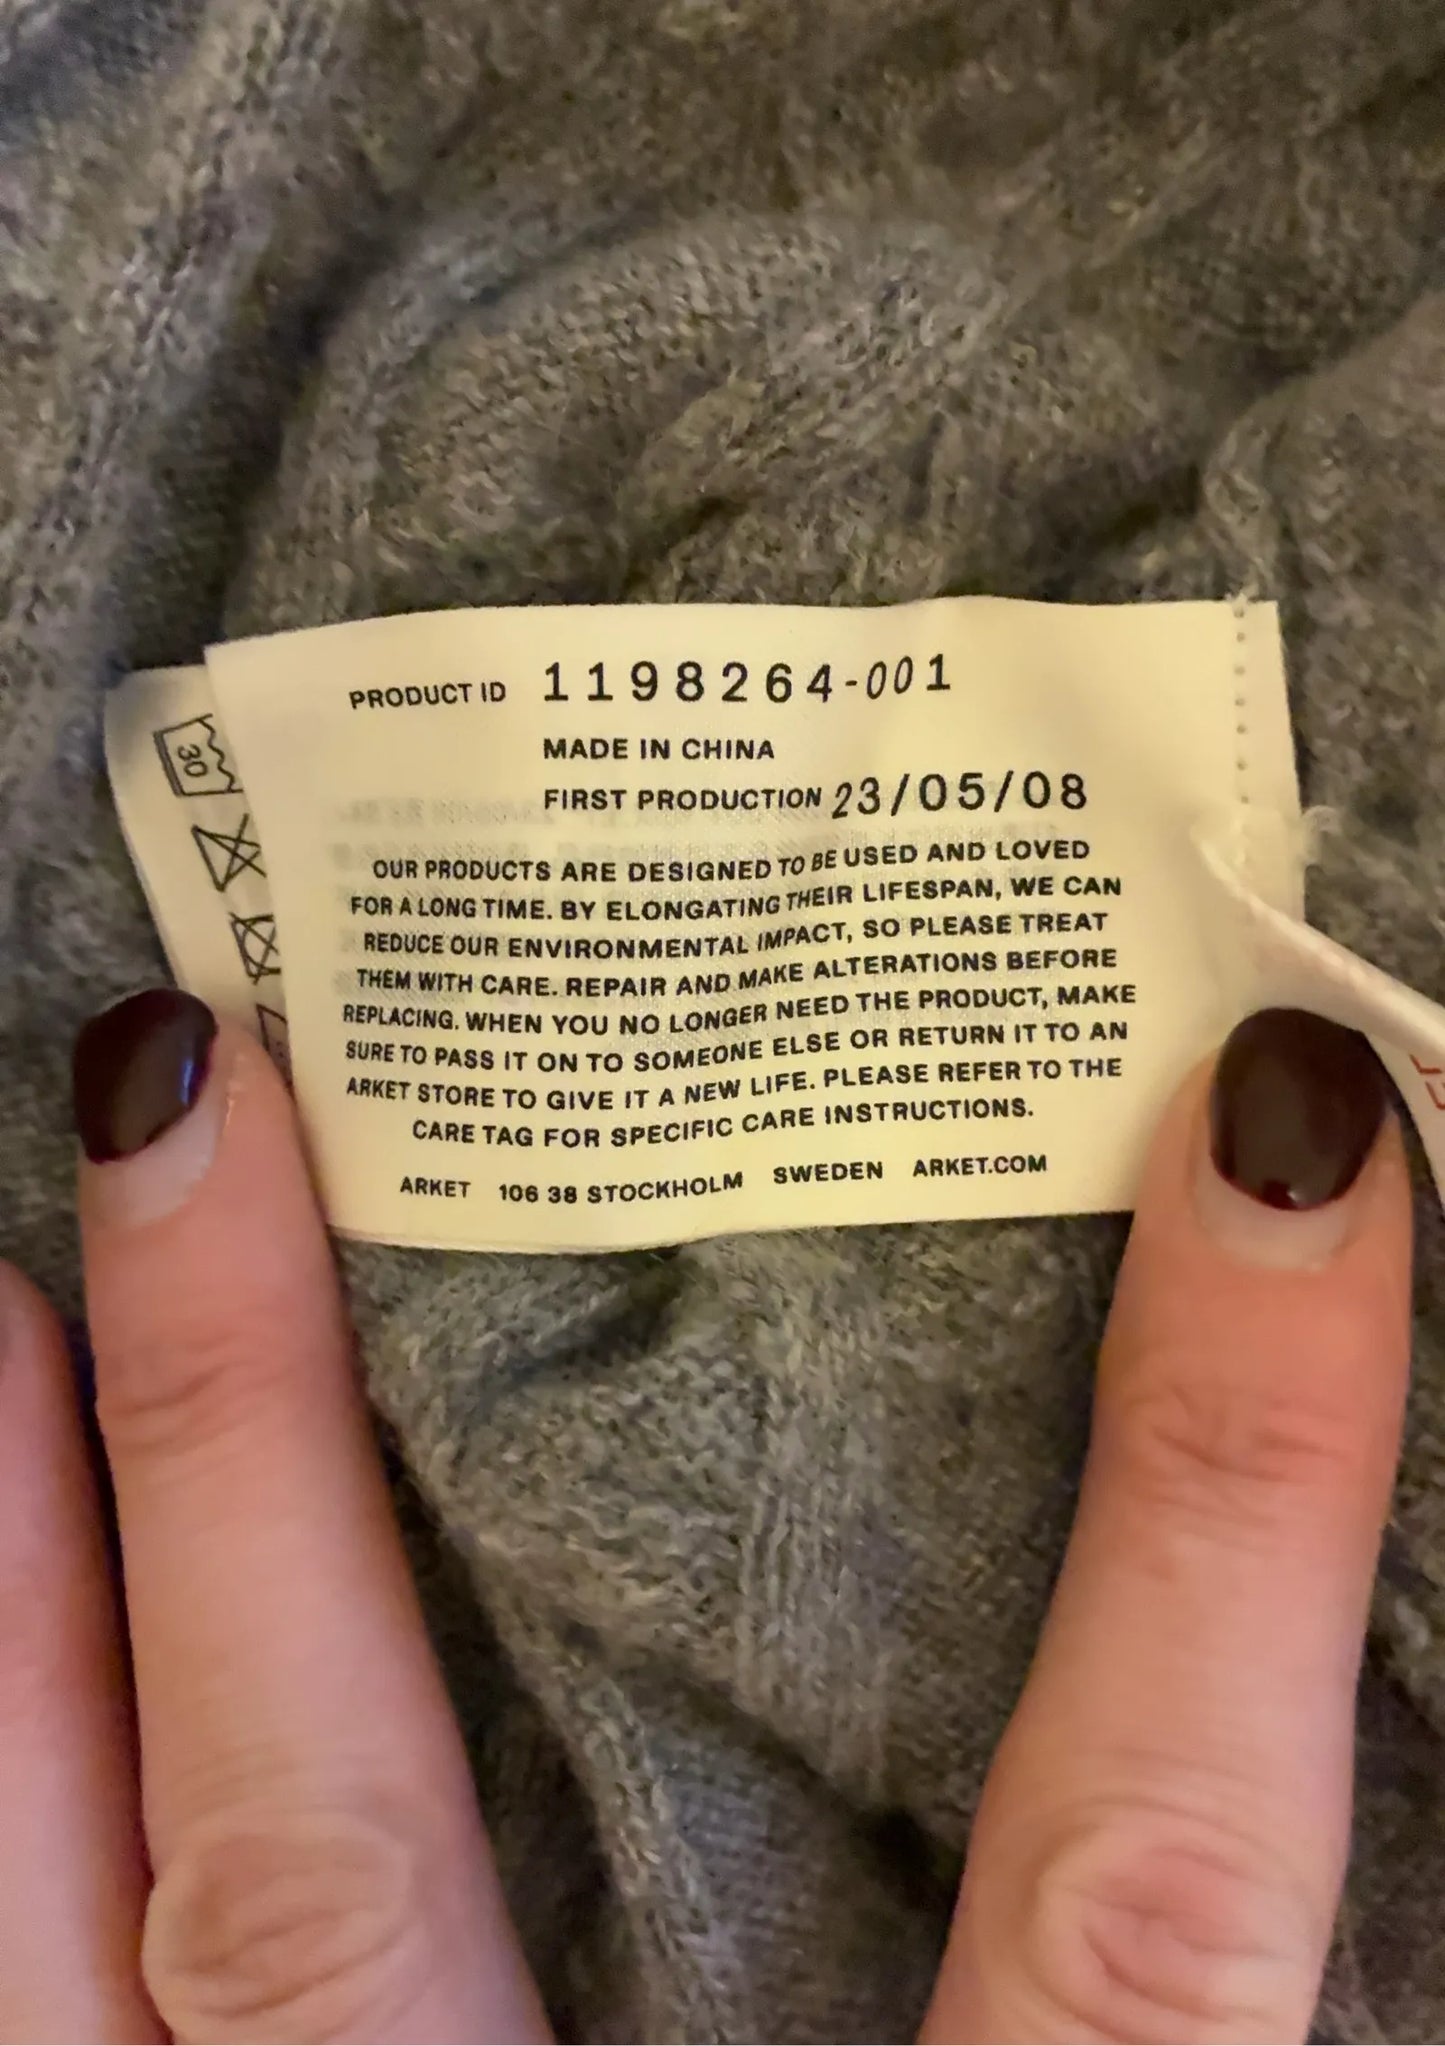 PRODUCT ID 1198264-001
MADE IN CHINA
FIRST PRODUCTION 23/05/08
OUR PRODUCTS ARE DESIGNED TO BE USED AND LOVED
FOR A LONG TIME. BY ELONGATING THEIR LIFESPAN, WE CAN
REDUCE OUR ENVIRONMENTAL IMPACT, SO PLEASE TREAT
THEM WITH CARE. REPAIR AND MAKE ALTERATIONS BEFORE
REPLACING. WHEN YOU NO LONGER NEED THE PRODUCT, MAKE
SURE TO PASS IT ON TO SOMEONE ELSE OR RETURN IT TO AN
ARKET STORE TO GIVE IT A NEW LIFE. PLEASE REFER TO THE
CARE TAG FOR SPECIFIC CARE INSTRUCTIONS.
ARKET 106 38 STOCKHOLM SWEDEN ARKET.COM
30